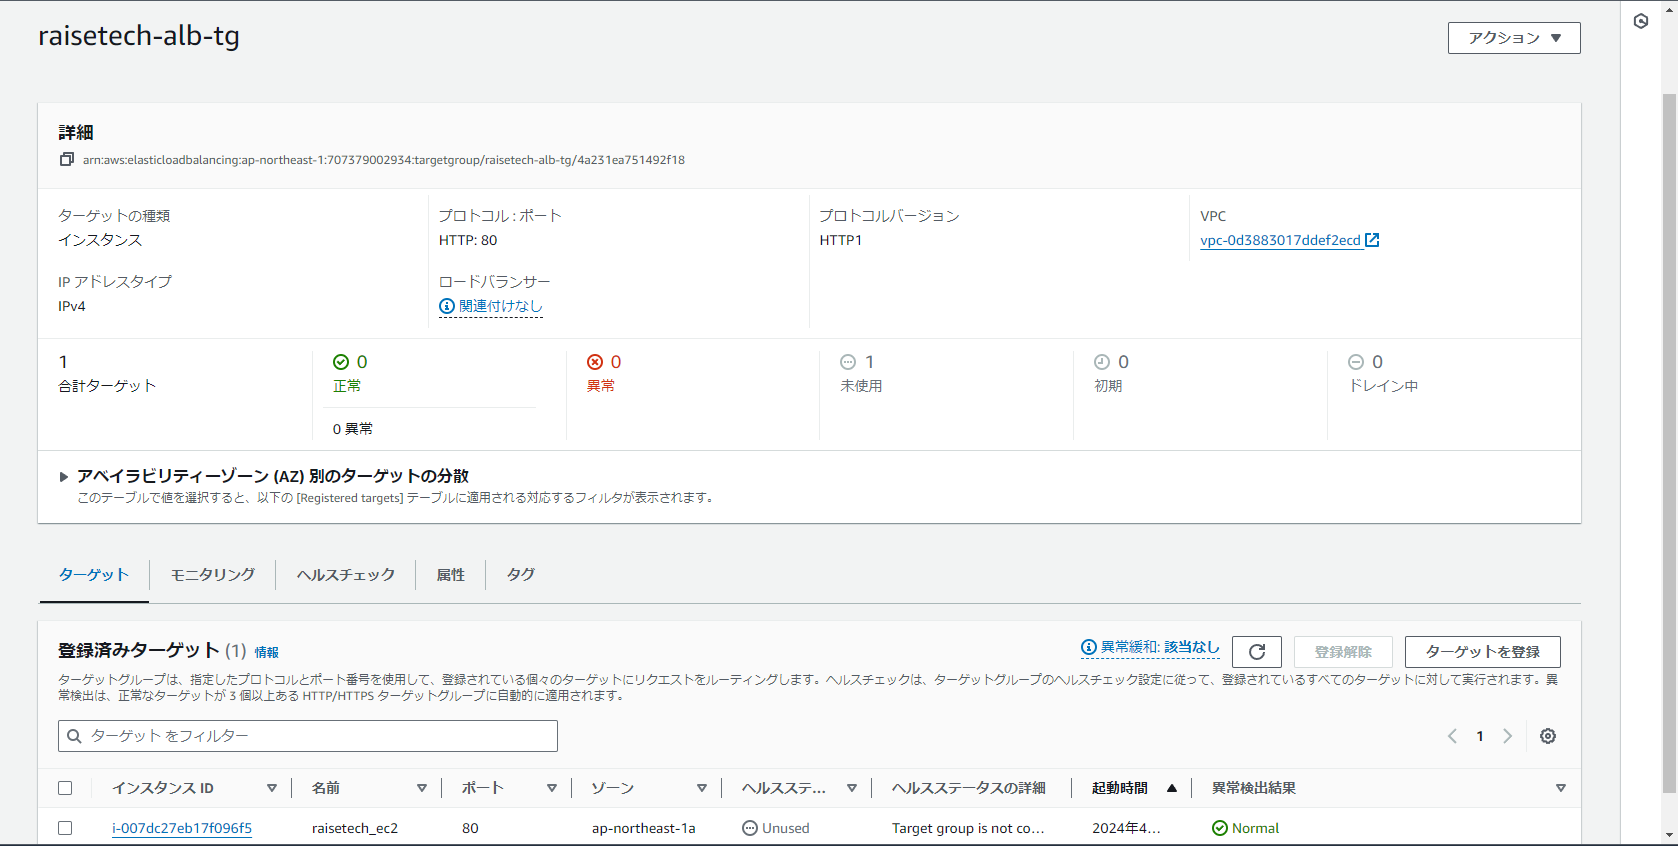 raisetech-alb-tg
アクション
詳細
arn:aws:elasticloadbalancing:ap-northeast-1:707379002934:targetgroup/raisetech-alb-tg/4a231ea751492f18
ターゲットの種類
インスタンス
プロトコル : ポート
HTTP: 80
プロトコルバージョン
HTTP1
VPC
vpc-0d3883017ddef2ecd
IP アドレスタイプ
IPv4
ロードバランサー
関連付けなし
1
合計ターゲット
0
正常
0 異常
0
異常
1
未使用
0
初期
0
ドレイン中
アベイラビリティーゾーン (AZ) 別のターゲットの分散
このテーブルで値を選択すると、以下の [Registered targets] テーブルに適用される対応するフィルタが表示されます。
ターゲット
モニタリング
ヘルスチェック
属性
タグ
登録済みターゲット (1) 情報
異常緩和: 該当なし
登録解除
ターゲットを登録
ターゲットグループは、指定したプロトコルとポート番号を使用して、登録されている個々のターゲットにリクエストをルーティングします。ヘルスチェックは、ターゲットグループのヘルスチェック設定に従って、登録されているすべてのターゲットに対して実行されます。異
常検出は、正常なターゲットが 3 個以上ある HTTP/HTTPS ターゲットグループに自動的に適用されます。
ターゲット をフィルター
1
インスタンス ID 名前 ポート ゾーン ヘルスステ... ヘルスステータスの詳細 起動時間 異常検出結果
i-007dc27eb17f096f5 raisetech_ec2 80 ap-northeast-1a Unused Target group is not co... 2024年4... Normal